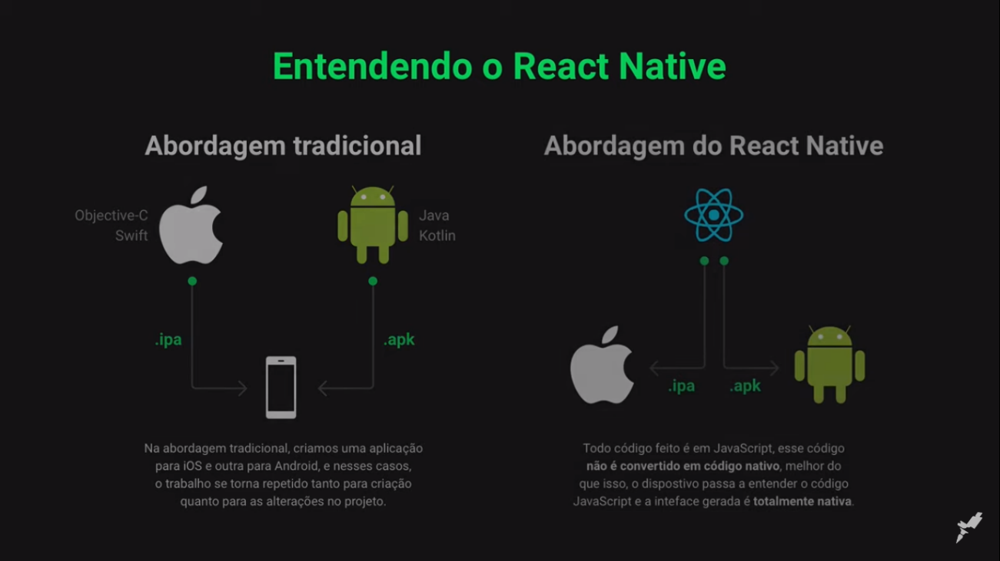 Entendendo o React Native
Abordagem tradicional
Objective-C
Swift
Java
Kotlin
.ipa
.apk
Na abordagem tradicional, criamos uma aplicação
para iOS e outra para Android, e nesses casos,
o trabalho se torna repetido tanto para criação
quanto para as alterações no projeto.
Abordagem do React Native
.ipa
.apk
Todo código feito é em JavaScript, esse código
não é convertido em código nativo, melhor do
que isso, o dispostivo passa a entender o código
JavaScript e a inteface gerada é totalmente nativa.